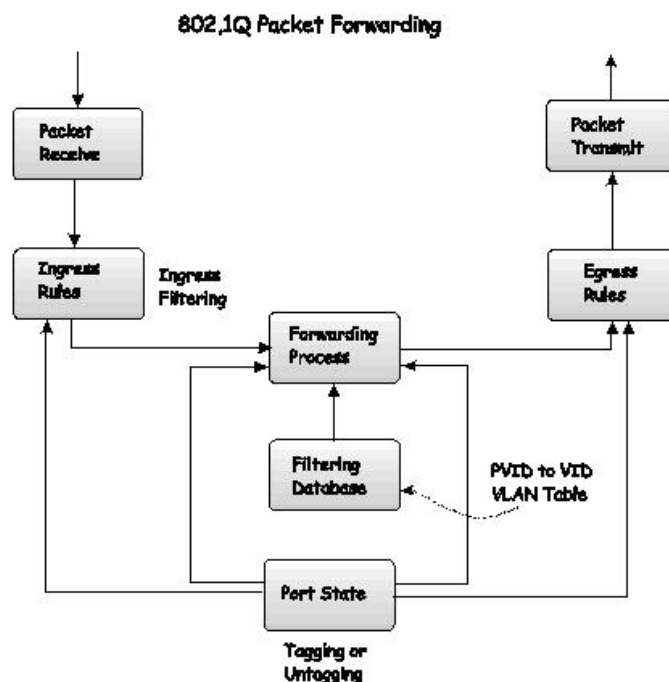 802,1Q Packet Forwarding
Packet
Receive
Packet
Transmit
Ingress
Rules
Ingress
Filtering
Egress
Rules
Forwarding
Process
Filtering
Database
PVID to VID
VLAN Table
Port State
Tagging or
Untagging